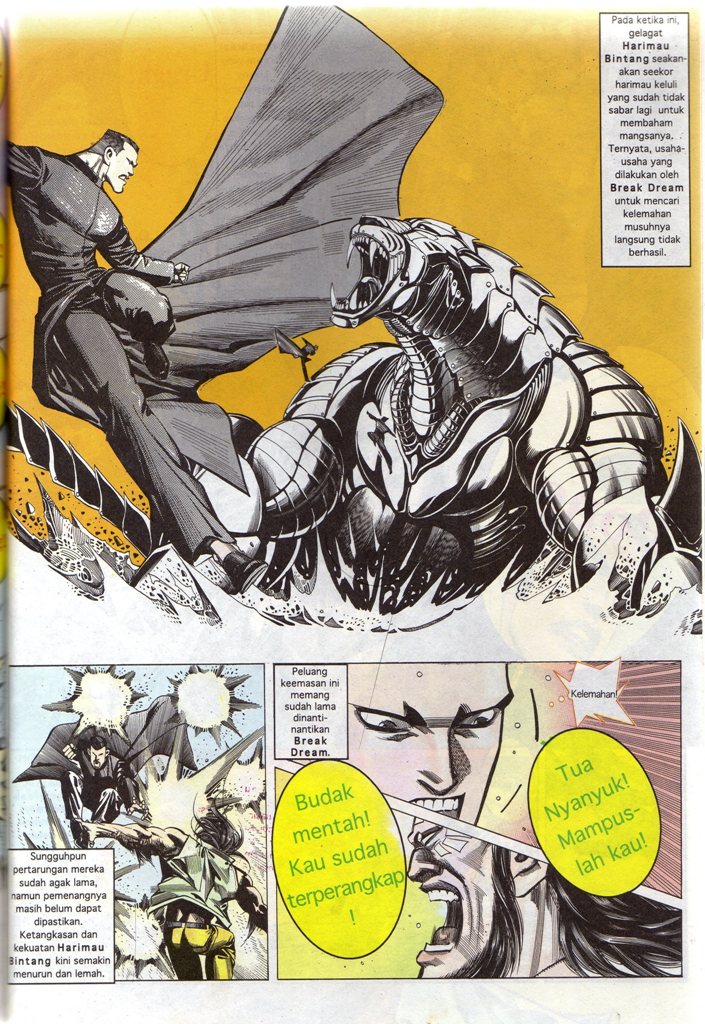 Pada ketika ini,
gelagat
Harimau
Bintang seakan-
akan seekor
harimau keluli
yang sudah tidak
sabar lagi untuk
membaham
mangsanya.
Ternyata, usaha-
usaha yang
dilakukan oleh
Break Dream
untuk mencari
kelemahan
musuhnya
langsung tidak
berhasil.
Sungguhpun
pertarungan mereka
sudah agak lama,
namun pemenangnya
masih belum dapat
dipastikan.
Ketangkasan dan
kekuatan Harimau
Bintang kini semakin
menurun dan lemah.
Peluang
keemasan ini
memang
sudah lama
dinanti-
nantikan
Break
Dream.
Kelemahan!
Tua
Nyanyuk!
Mampus-
lah kau!
Budak
mentah!
Kau sudah
terperangkap
!